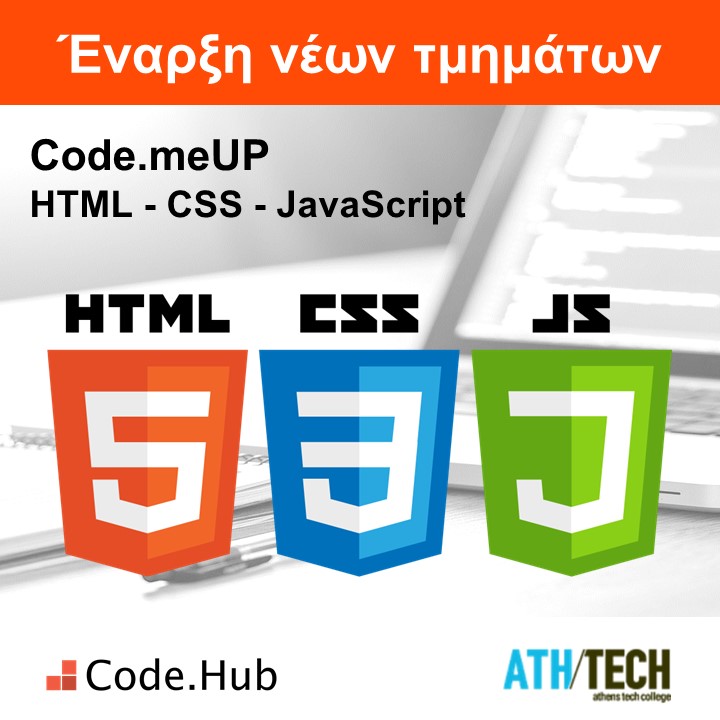 Έναρξη νέων τμημάτων
Code.meUP
HTML - CSS - JavaScript
HTML CSS JS
5 3 J
Code.Hub
ATH/TECH
athens tech college